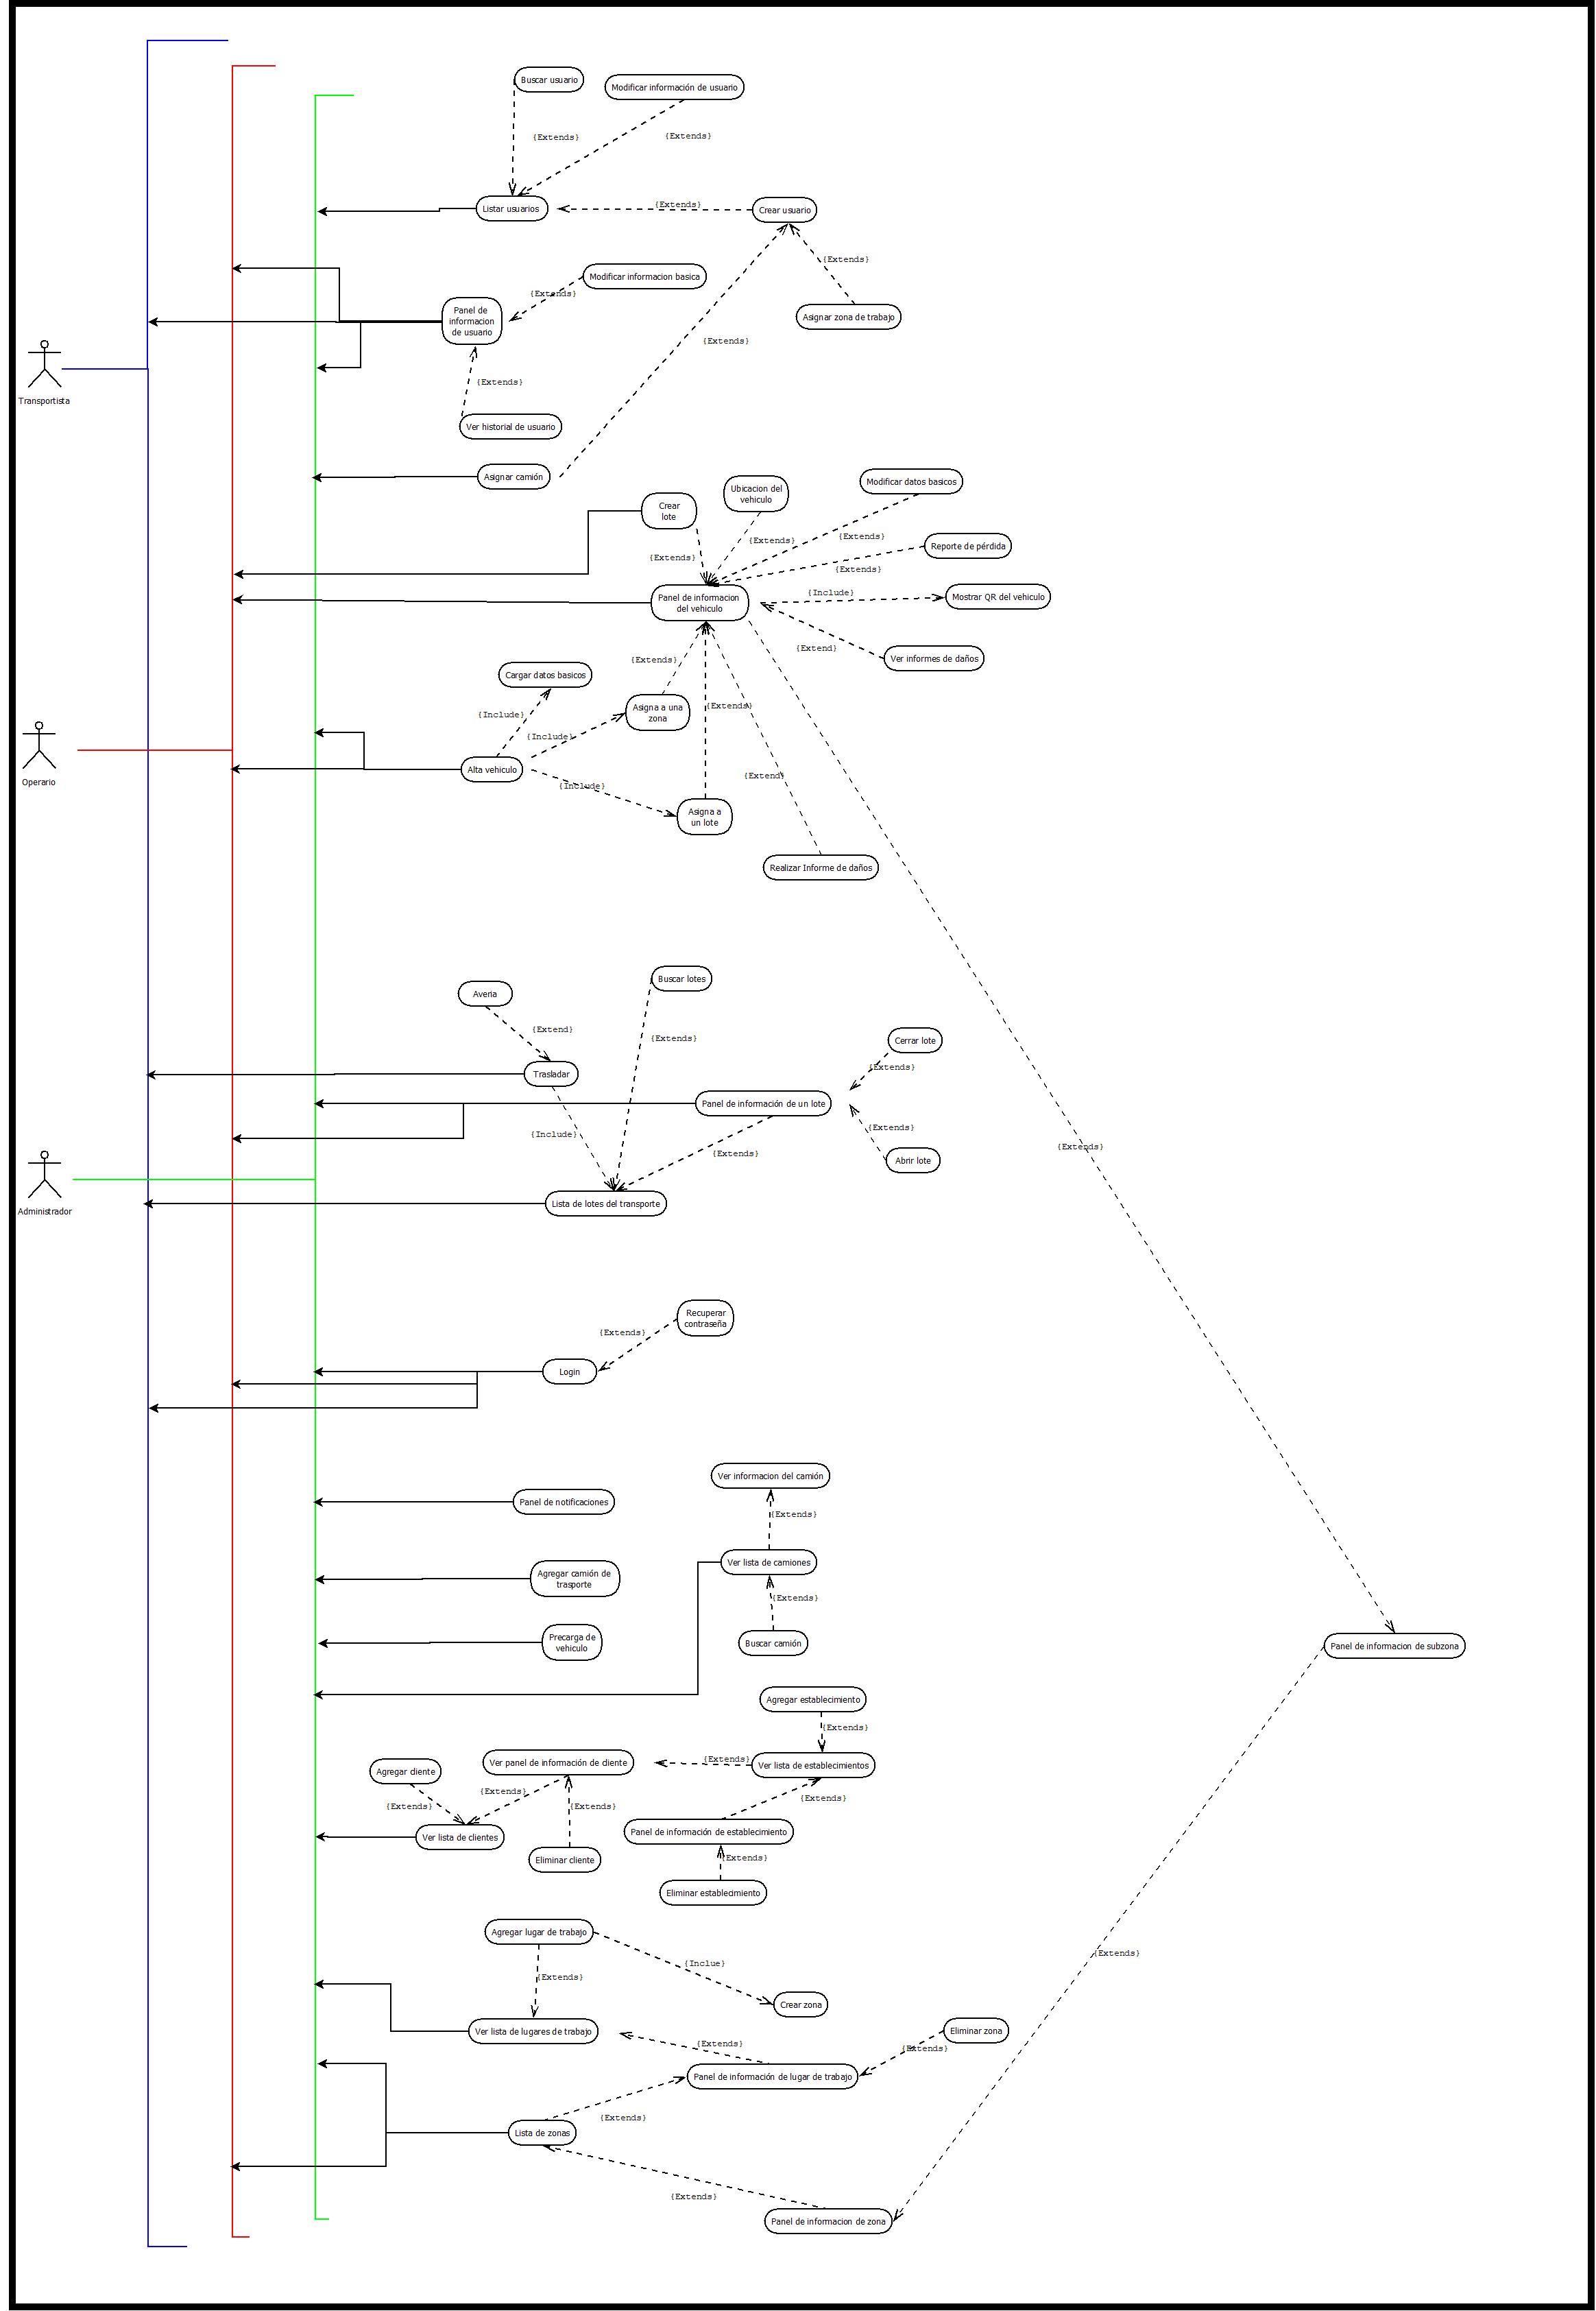 Buscar usuario
Modificar información de usuario
{Extends}
{Extends}
Listar usuarios
{Extends}
Crear usuario
{Extends}
Modificar informacion basica
{Extends}
Panel de
informacion
de usuario
Asignar zona de trabajo
{Extends}
Transportista
{Extends}
Ver historial de usuario
Asignar camión
Ubicacion del
vehiculo
Modificar datos basicos
Crear
lote
{Extends}
{Extends}
Reporte de pérdida
{Extends}
{Extends}
Panel de informacion
del vehiculo
{Include}
Mostrar QR del vehiculo
{Extend}
Ver informes de daños
{Extends}
Cargar datos basicos
Asigna a una
zona
{Extends}
{Include}
{Include}
Operario
Alta vehiculo
{Extend}
{Include}
Asigna a
un lote
Realizar Informe de daños
Buscar lotes
Averia
{Extend}
{Extends}
Cerrar lote
{Extends}
Trasladar
Panel de información de un lote
{Extends}
{Include}
{Extends}
{Extends}
Abrir lote
Administrador
Lista de lotes del transporte
Recuperar
contraseña
{Extends}
Login
Ver informacion del camión
Panel de notificaciones
{Extends}
Ver lista de camiones
Agregar camión de
trasporte
{Extends}
Precarga de
vehiculo
Buscar camión
Panel de informacion de subzona
Agregar establecimiento
{Extends}
Ver panel de información de cliente
{Extends}
Ver lista de establecimientos
Agregar cliente
{Extends}
{Extends}
{Extends}
{Extends}
Ver lista de clientes
Panel de información de establecimiento
Eliminar cliente
{Extends}
Eliminar establecimiento
Agregar lugar de trabajo
{Extends}
{Inclue}
{Extends}
Crear zona
Ver lista de lugares de trabajo
Eliminar zona
{Extends}
{Extends}
Panel de información de lugar de trabajo
{Extends}
Lista de zonas
{Extends}
Panel de informacion de zona